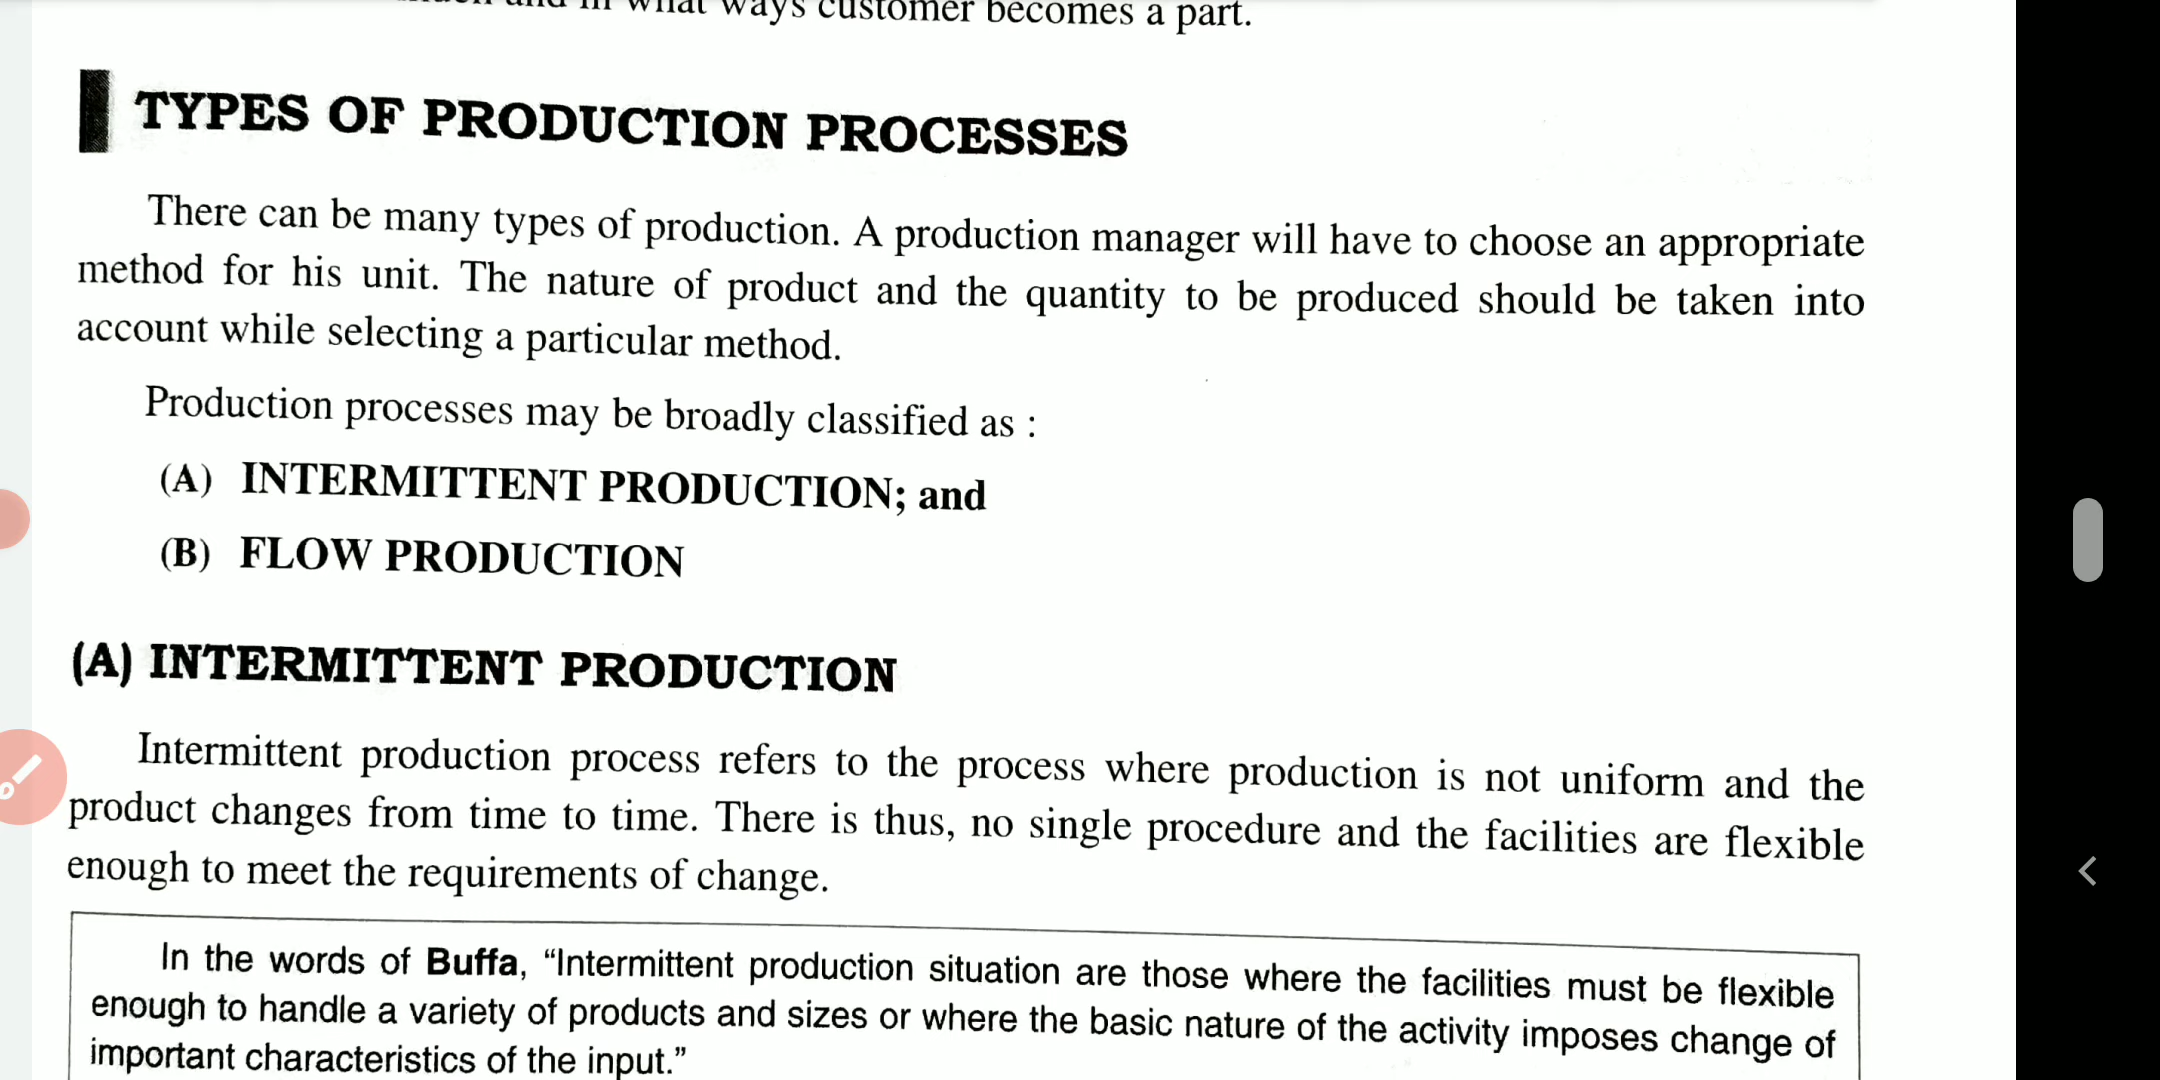 what ways customer becomes a part.
TYPES OF PRODUCTION PROCESSES
There can be many types of production. A production manager will have to choose an appropriate
method for his unit. The nature of product and the quantity to be produced should be taken into
account while selecting a particular method.
Production processes may be broadly classified as :
(A) INTERMITTENT PRODUCTION; and
(B) FLOW PRODUCTION
(A) INTERMITTENT PRODUCTION
Intermittent production process refers to the process where production is not uniform and the
product changes from time to time. There is thus, no single procedure and the facilities are flexible
enough to meet the requirements of change.
In the words of Buffa, “Intermittent production situation are those where the facilities must be flexible
enough to handle a variety of products and sizes or where the basic nature of the activity imposes change of
important characteristics of the input.”